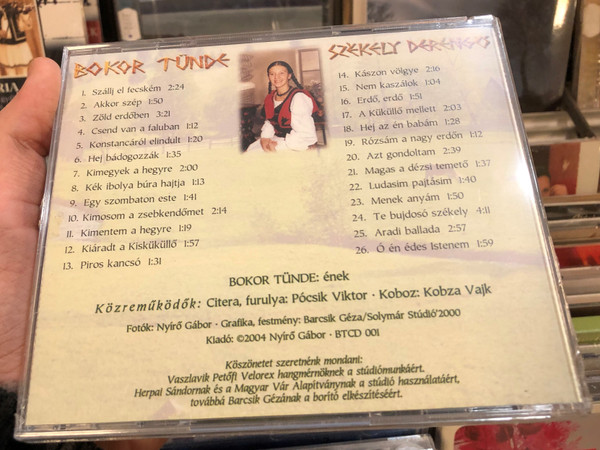 BOKOR TÜNDE
SZÉKELY DERENGŐ
1. Szállj el fecském 2:24
2. Akkor szép 1:50
3. Zöld erdőben 3:21
4. Csend van a faluban 1:12
5. Konstancáról elindult 1:20
6. Hej bádogozzák 1:35
7. Kimegyek a hegyre 2:00
8. Kék ibolya búra hajtja 1:13
9. Egy szombaton este 1:41
10. Kimosom a zsebkendőmet 2:14
11. Kimentem a hegyre 1:19
12. Kiáradt a Kisküküllő 1:57
13. Piros kancsó 1:31
14. Kászon völgye 2:16
15. Nem kaszálok 1:04
16. Erdő, erdő 1:51
17. A Küküllő mellett 2:03
18. Hej az én babám 1:28
19. Rózsám a nagy erdőn 1:12
20. Azt gondoltam 2:39
21. Magas a dézsi temető 1:37
22. Ludasim pajtásim 1:40
23. Menek anyám 1:50
24. Te bujdosó székely 4:11
25. Aradi ballada 2:57
26. Ó én édes Istenem 1:59
BOKOR TÜNDE: ének
Közreműködők: Citera, furulya: Pócsik Viktor · Koboz: Kobza Vajk
Fotók: Nyírő Gábor · Grafika, festmény: Barcsik Géza/Solymár Stúdió'2000
Kiadó: ©2004 Nyírő Gábor · BTCD 001
Köszönetet szeretnénk mondani:
Vaszlavik Petőfi Velorex hangmérnöknek a stúdiómunkáért.
Herpai Sándornak és a Magyar Vár Alapítványnak a stúdió használatáért,
továbbá Barcsik Gézának a borító elkészítéséért.